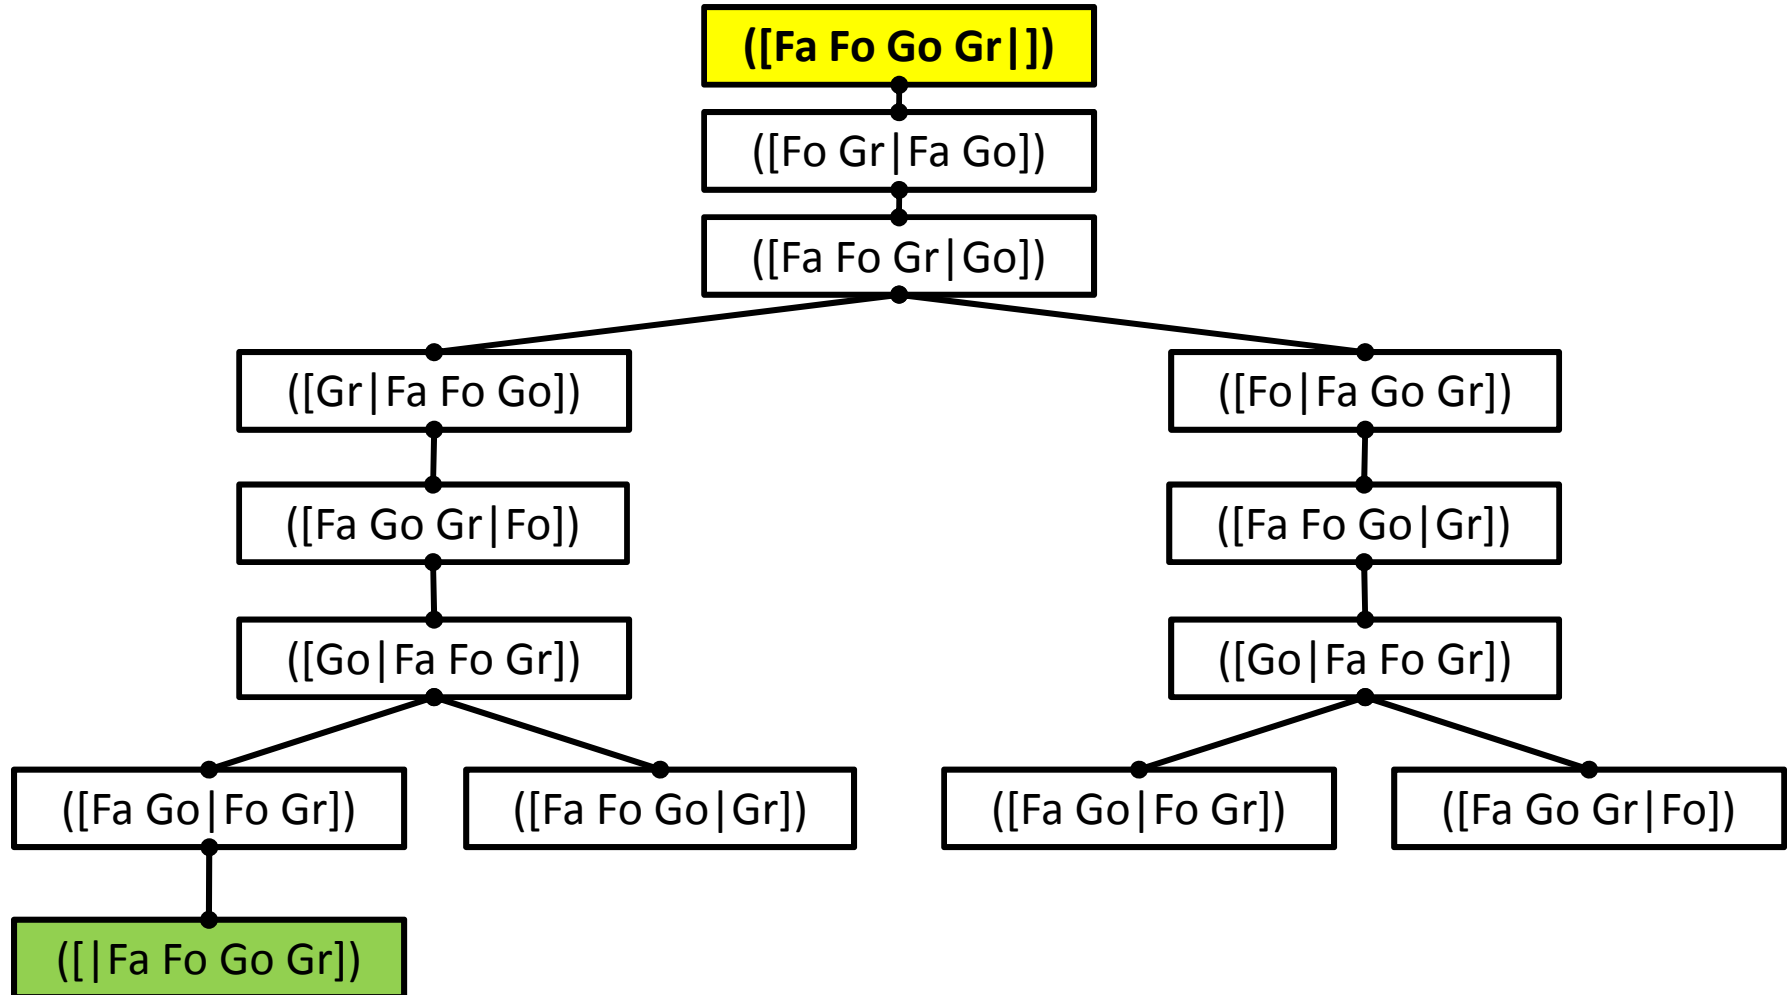 ([Fa Fo Go Gr|])
([Fo Gr|Fa Go])
([Fa Fo Gr|Go])
([Gr|Fa Fo Go])
([Fo|Fa Go Gr])
([Fa Go Gr|Fo])
([Fa Fo Go|Gr])
([Go|Fa Fo Gr])
([Go|Fa Fo Gr])
([Fa Go|Fo Gr])
([Fa Fo Go|Gr])
([Fa Go|Fo Gr])
([Fa Go Gr|Fo])
([|Fa Fo Go Gr])